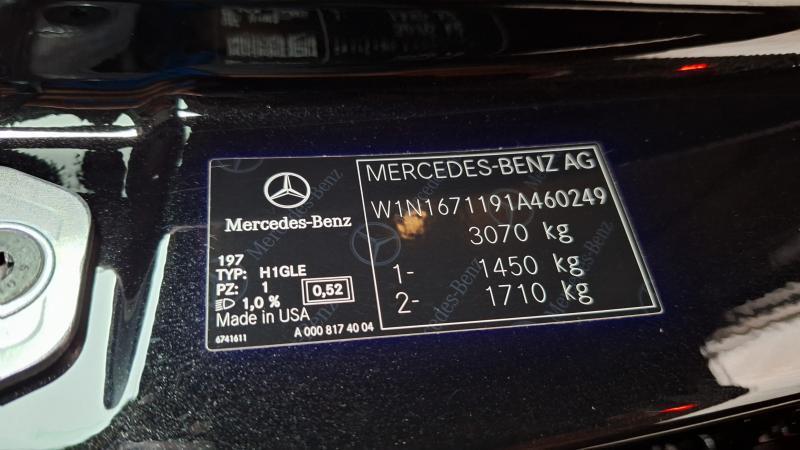 Mercedes-Benz
197
TYP: H1GLE
PZ: 1
1,0 %
0,52
Made in USA
6741611
A 000 817 40 04
MERCEDES-BENZ AG
W1N1671191A460249
3070 kg
1- 1450 kg
2- 1710 kg